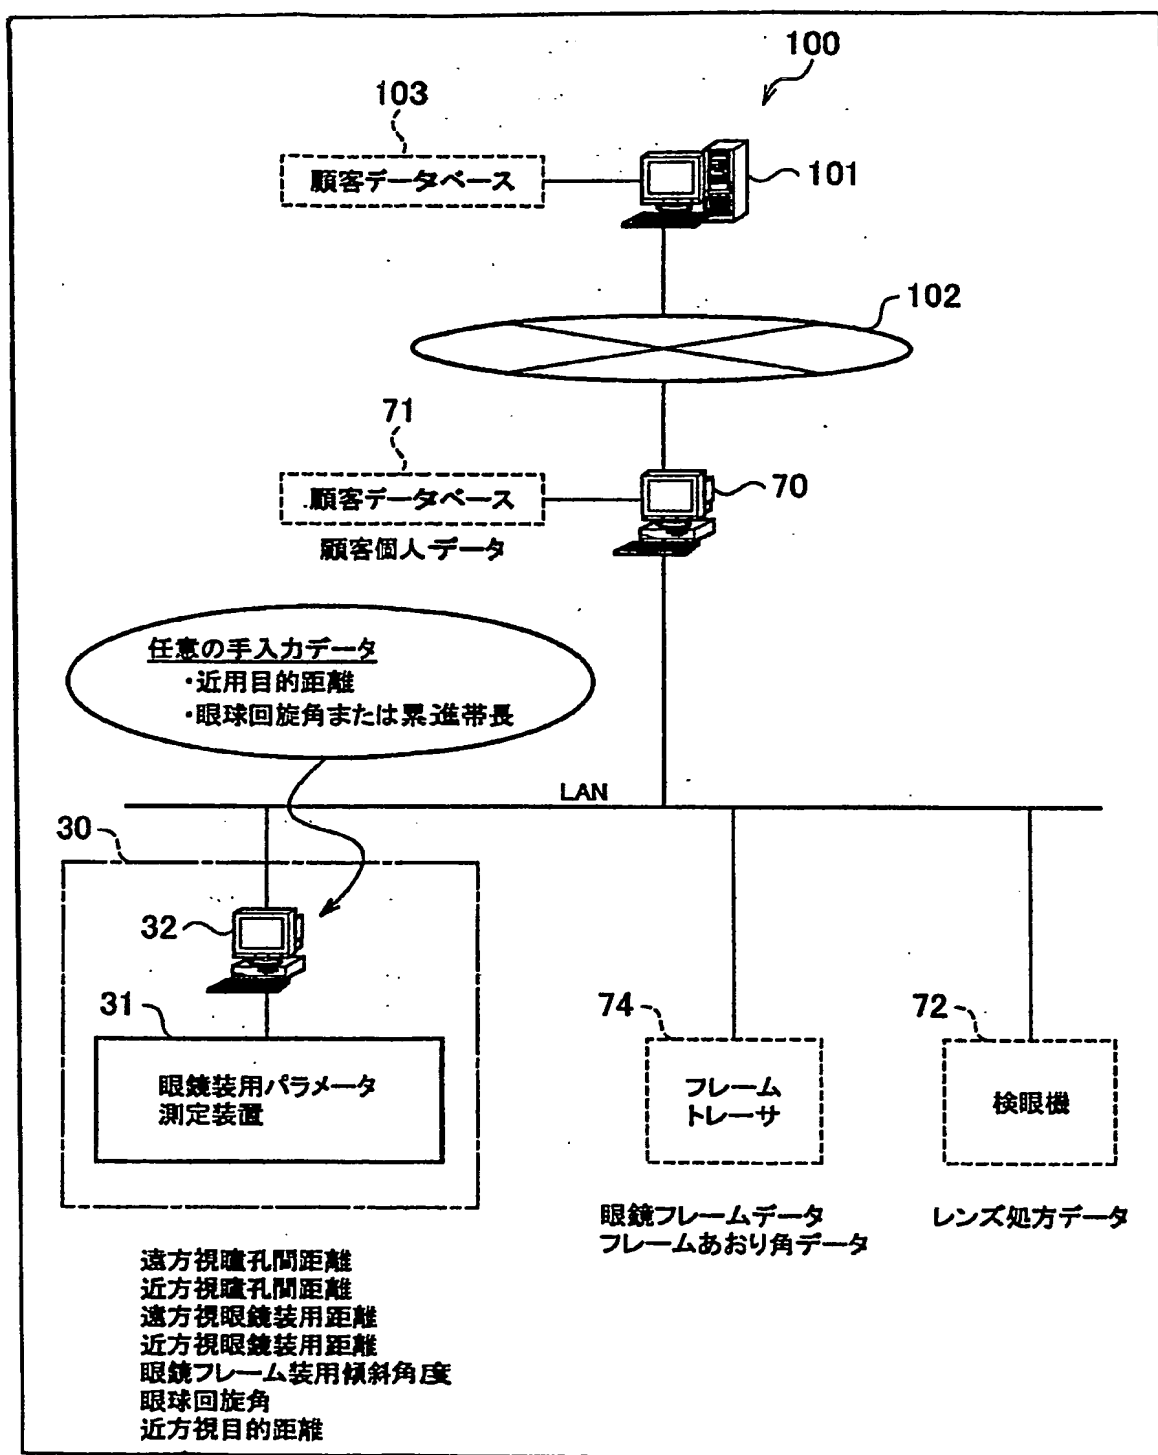 100
103
顧客データベース
101
102
71
顧客データベース
70
顧客個人データ
任意の手入力データ
・近用目的距離
・眼球回旋角または累進帯長
LAN
30
32
31
眼鏡装用パラメータ
測定装置
74
フレーム
トレーサ
72
検眼機
眼鏡フレームデータ
フレームあおり角データ
レンズ処方データ
遠方視瞳孔間距離
近方視瞳孔間距離
遠方視眼鏡装用距離
近方視眼鏡装用距離
眼鏡フレーム装用傾斜角度
眼球回旋角
近方視目的距離